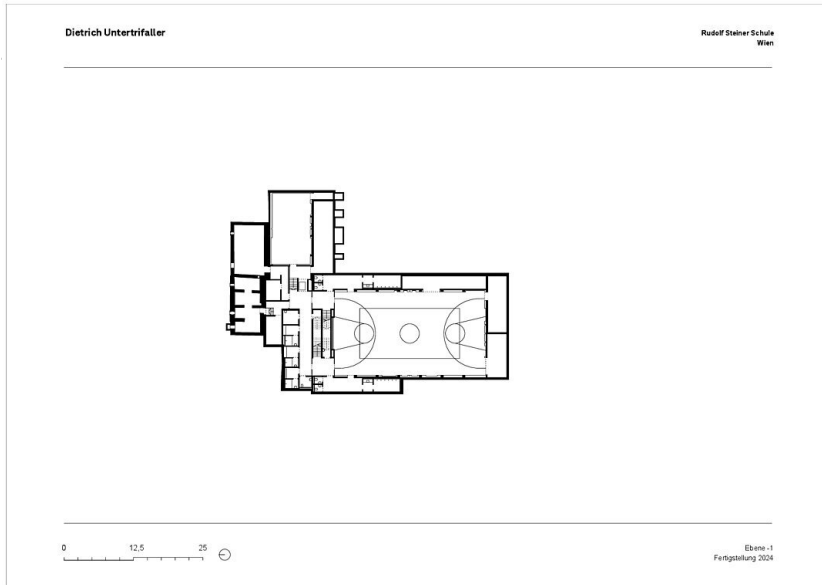 Dietrich Untertrifaller
Rudolf Steiner Schule
Wien
0 12,5 25
Ebene -1
Fertigstellung 2024